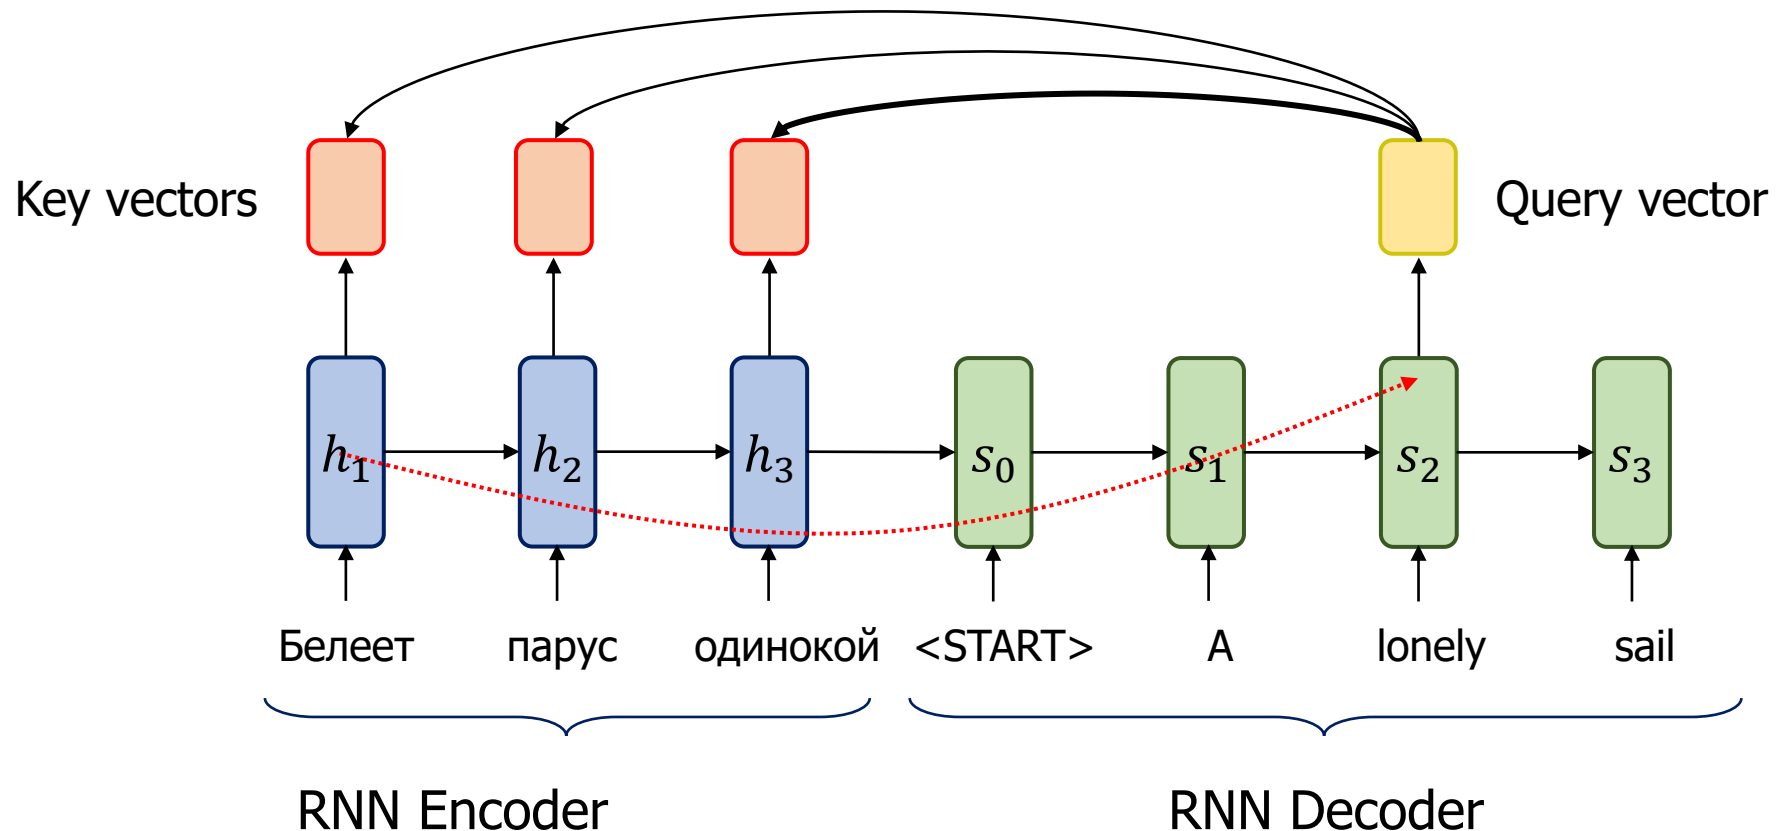 Key vectors
Query vector
h₁ h₂ h₃ s₀ s₁ s₂ s₃
Белеет парус одинокой <START> A lonely sail
RNN Encoder
RNN Decoder